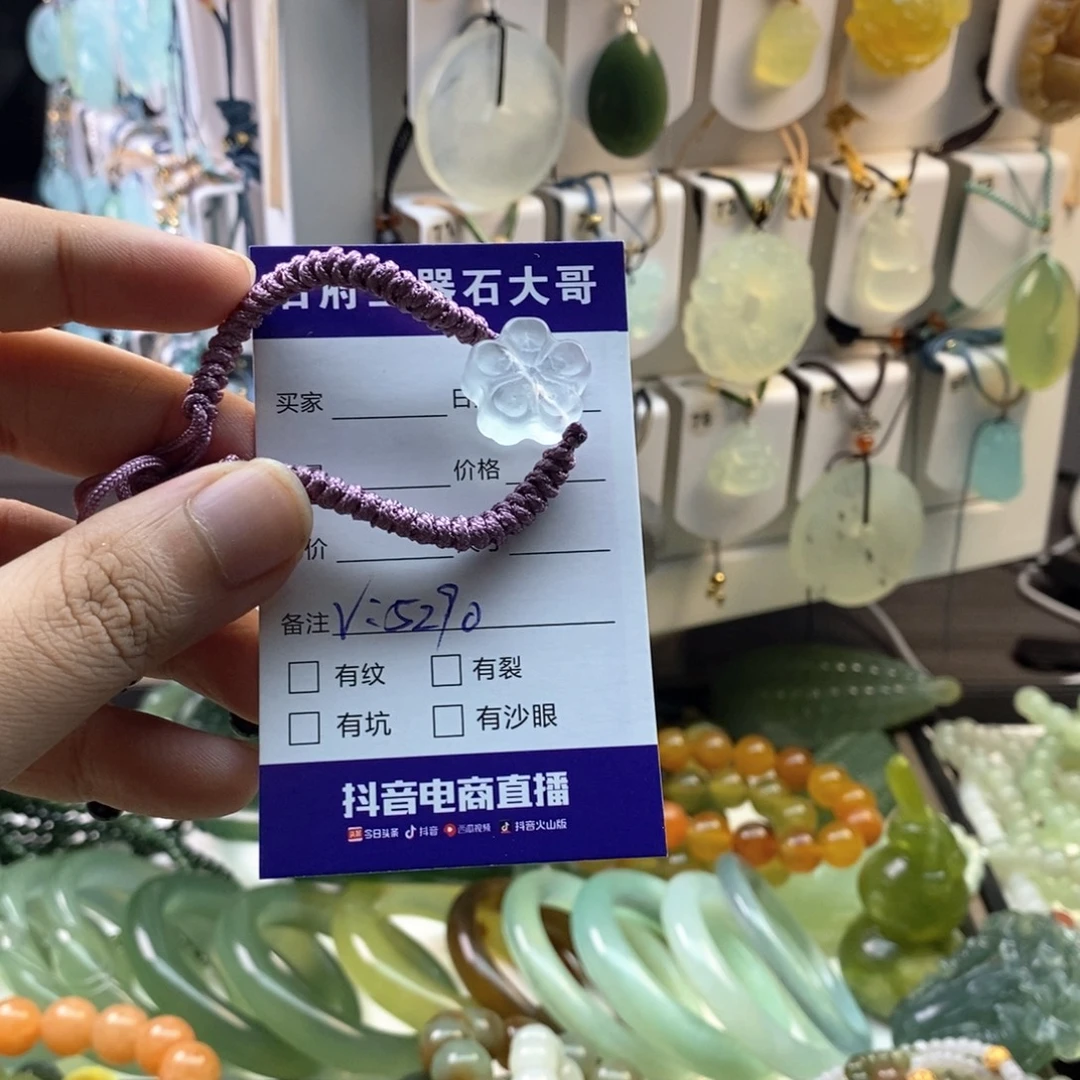 石大哥
买家
日
价格
价
备注 V:5290
有纹 有裂
有坑 有沙眼
抖音电商直播
今日头条 抖音 西瓜视频 抖音火山版